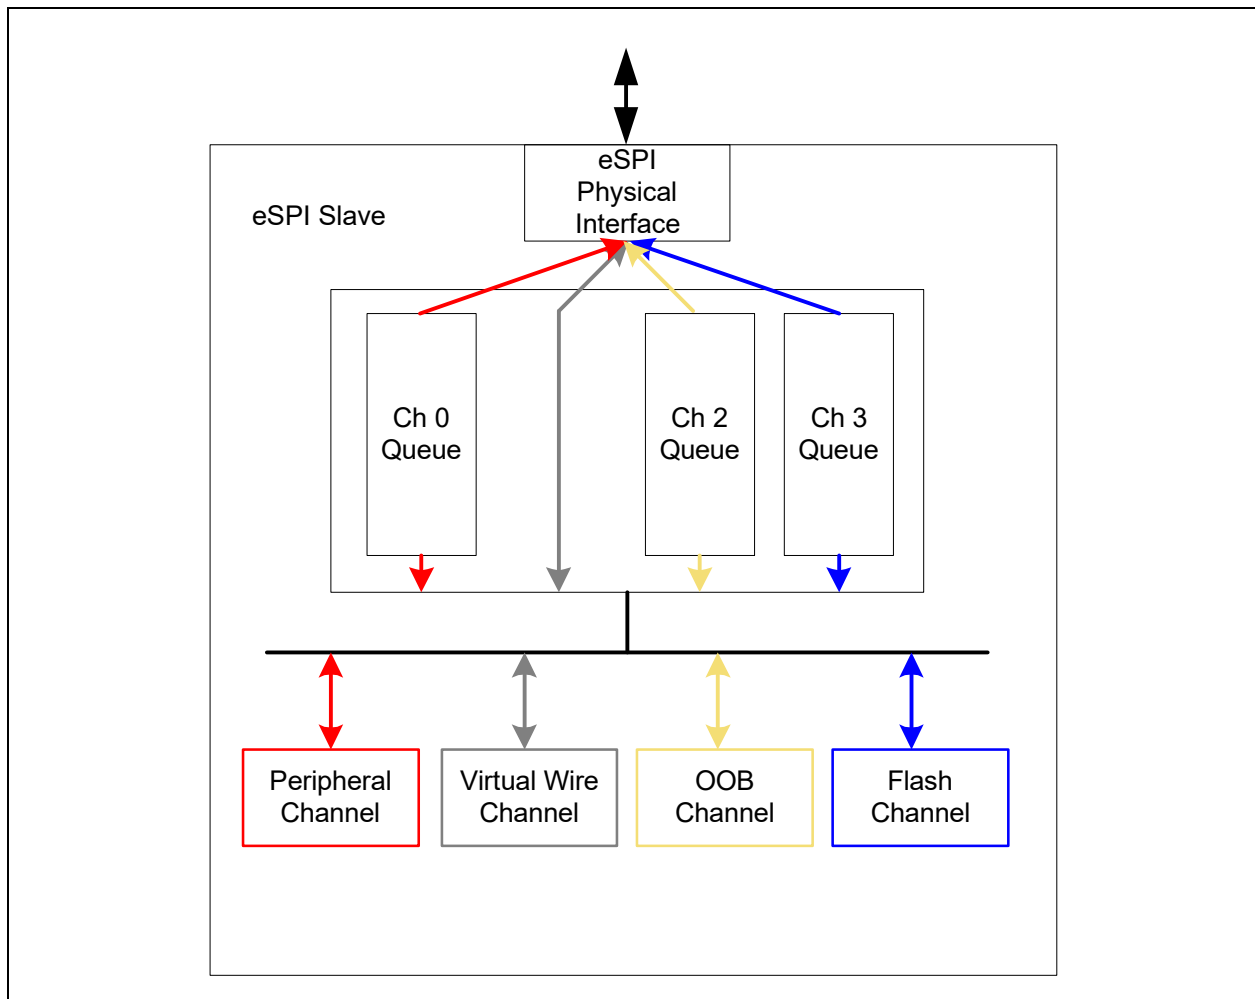 eSPI
Physical
Interface
eSPI Slave
Ch 0
Queue
Ch 2
Queue
Ch 3
Queue
Peripheral
Channel
Virtual Wire
Channel
OOB
Channel
Flash
Channel